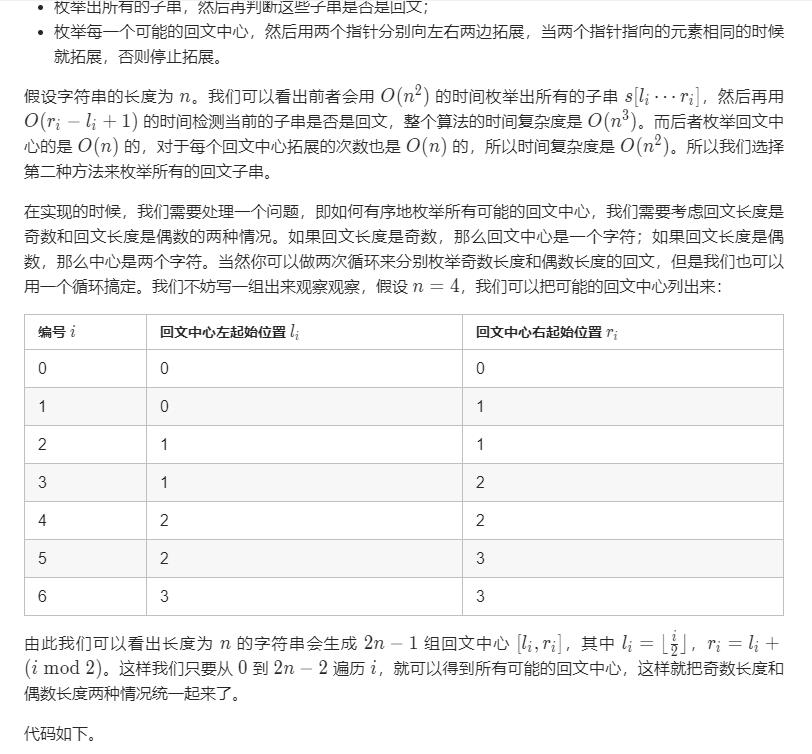 • 枚举出所有的子串，然后再判断这些子串是否是回文；
• 枚举每一个可能的回文中心，然后用两个指针分别向左右两边拓展，当两个指针指向的元素相同的时候
就拓展，否则停止拓展。
假设字符串的长度为 n。我们可以看出前者会用 O(n²) 的时间枚举出所有的子串 s[lᵢ ⋯ rᵢ]，然后再用
O(rᵢ − lᵢ + 1) 的时间检测当前的子串是否是回文，整个算法的时间复杂度是 O(n³)。而后者枚举回文中
心的是 O(n) 的，对于每个回文中心拓展的次数也是 O(n) 的，所以时间复杂度是 O(n²)。所以我们选择
第二种方法来枚举所有的回文子串。
在实现的时候，我们需要处理一个问题，即如何有序地枚举所有可能的回文中心，我们需要考虑回文长度是
奇数和回文长度是偶数的两种情况。如果回文长度是奇数，那么回文中心是一个字符；如果回文长度是偶
数，那么中心是两个字符。当然你可以做两次循环来分别枚举奇数长度和偶数长度的回文，但是我们也可以
用一个循环搞定。我们不妨写一组出来观察观察，假设 n = 4，我们可以把可能的回文中心列出来：
编号 i 回文中心左起始位置 lᵢ 回文中心右起始位置 rᵢ
0 0 0
1 0 1
2 1 1
3 1 2
4 2 2
5 2 3
6 3 3
由此我们可以看出长度为 n 的字符串会生成 2n − 1 组回文中心 [lᵢ, rᵢ]，其中 lᵢ = ⌊i/2⌋，rᵢ = lᵢ +
(i mod 2)。这样我们只要从 0 到 2n − 2 遍历 i，就可以得到所有可能的回文中心，这样就把奇数长度和
偶数长度两种情况统一起来了。
代码如下。